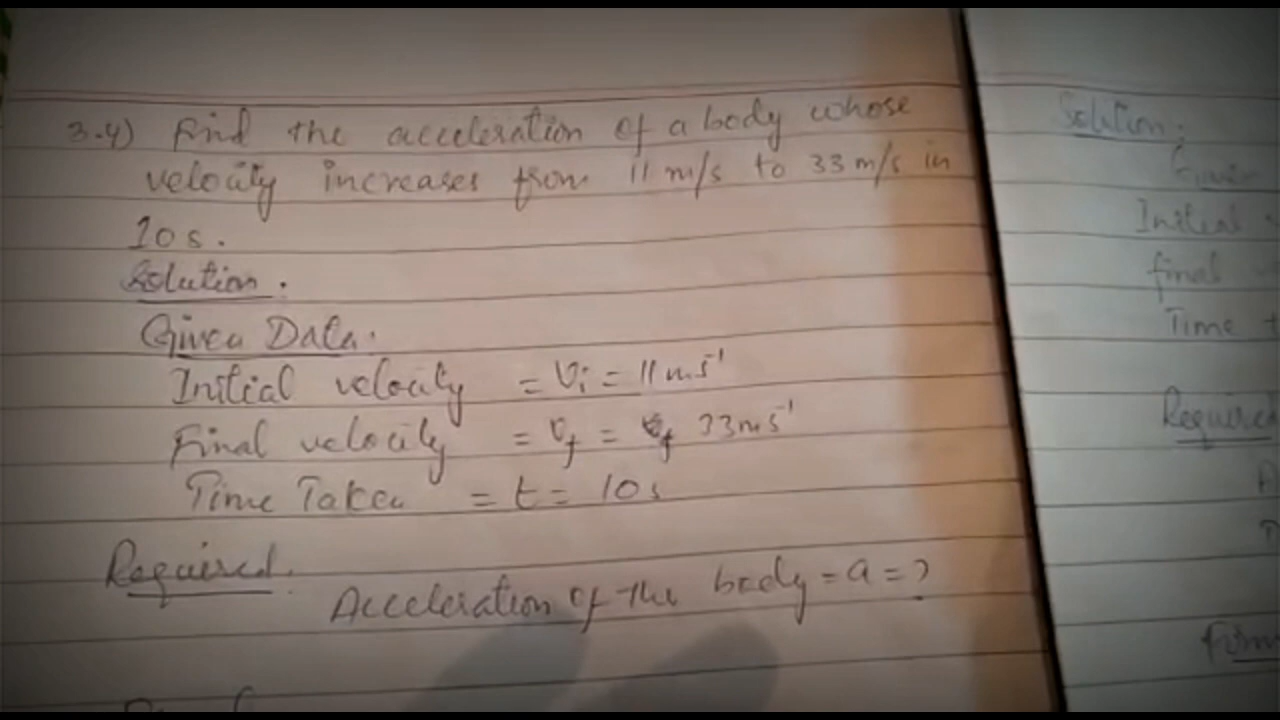 3.4) Find the acceleration of a body whose
velocity increases from 11 m/s to 33 m/s in
10 s.
Solution.
Given Data.
Initial velocity = Vi = 11 ms⁻¹
Final velocity = vf = vf 33 ms⁻¹
Time Taken = t = 10 s
Required.
Acceleration of the body = a = ?
Solution:
Given
Initial
final
Time t
Required